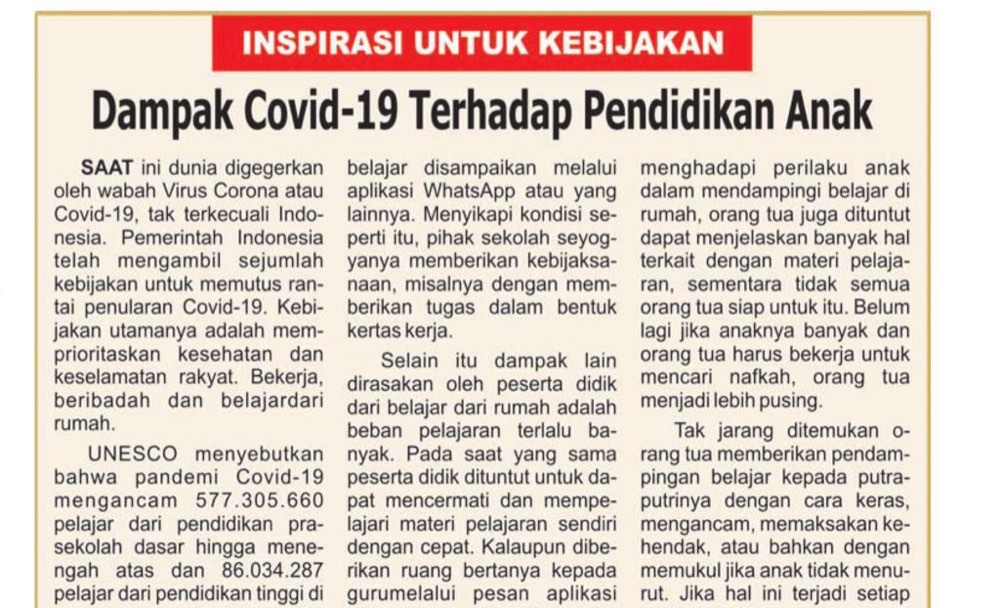 INSPIRASI UNTUK KEBIJAKAN
Dampak Covid-19 Terhadap Pendidikan Anak
SAAT ini dunia digegerkan
oleh wabah Virus Corona atau
Covid-19, tak terkecuali Indo-
nesia. Pemerintah Indonesia
telah mengambil sejumlah
kebijakan untuk memutus ran-
tai penularan Covid-19. Kebi-
jakan utamanya adalah mem-
prioritaskan kesehatan dan
keselamatan rakyat. Bekerja,
beribadah dan belajardari
rumah.
UNESCO menyebutkan
bahwa pandemi Covid-19
mengancam 577.305.660
pelajar dari pendidikan pra-
sekolah dasar hingga mene-
ngah atas dan 86.034.287
pelajar dari pendidikan tinggi di
belajar disampaikan melalui
aplikasi WhatsApp atau yang
lainnya. Menyikapi kondisi se-
perti itu, pihak sekolah seyog-
yanya memberikan kebijaksa-
naan, misalnya dengan mem-
berikan tugas dalam bentuk
kertas kerja.
Selain itu dampak lain
dirasakan oleh peserta didik
dari belajar dari rumah adalah
beban pelajaran terlalu ba-
nyak. Pada saat yang sama
peserta didik dituntut untuk da-
pat mencermati dan mempe-
lajari materi pelajaran sendiri
dengan cepat. Kalaupun dibe-
rikan ruang bertanya kepada
gurumelalui pesan aplikasi
menghadapi perilaku anak
dalam mendampingi belajar di
rumah, orang tua juga dituntut
dapat menjelaskan banyak hal
terkait dengan materi pelaja-
ran, sementara tidak semua
orang tua siap untuk itu. Belum
lagi jika anaknya banyak dan
orang tua harus bekerja untuk
mencari nafkah, orang tua
menjadi lebih pusing.
Tak jarang ditemukan o-
rang tua memberikan pendam-
pingan belajar kepada putra-
putrinya dengan cara keras,
mengancam, memaksakan ke-
hendak, atau bahkan dengan
memukul jika anak tidak menu-
rut. Jika hal ini terjadi setiap